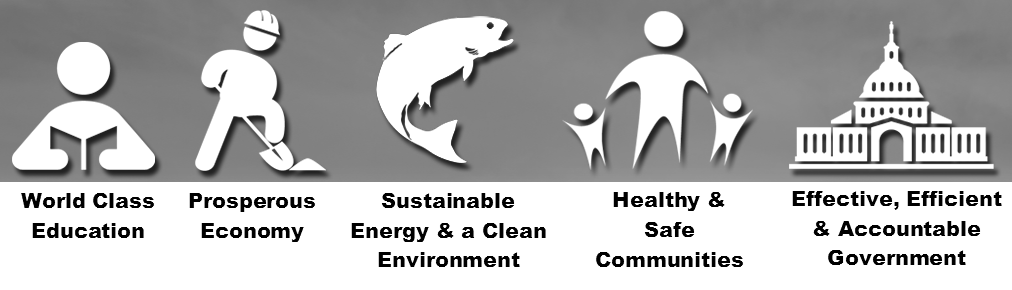 World Class
Education
Prosperous
Economy
Sustainable
Energy & a Clean
Environment
Healthy &
Safe
Communities
Effective, Efficient
& Accountable
Government